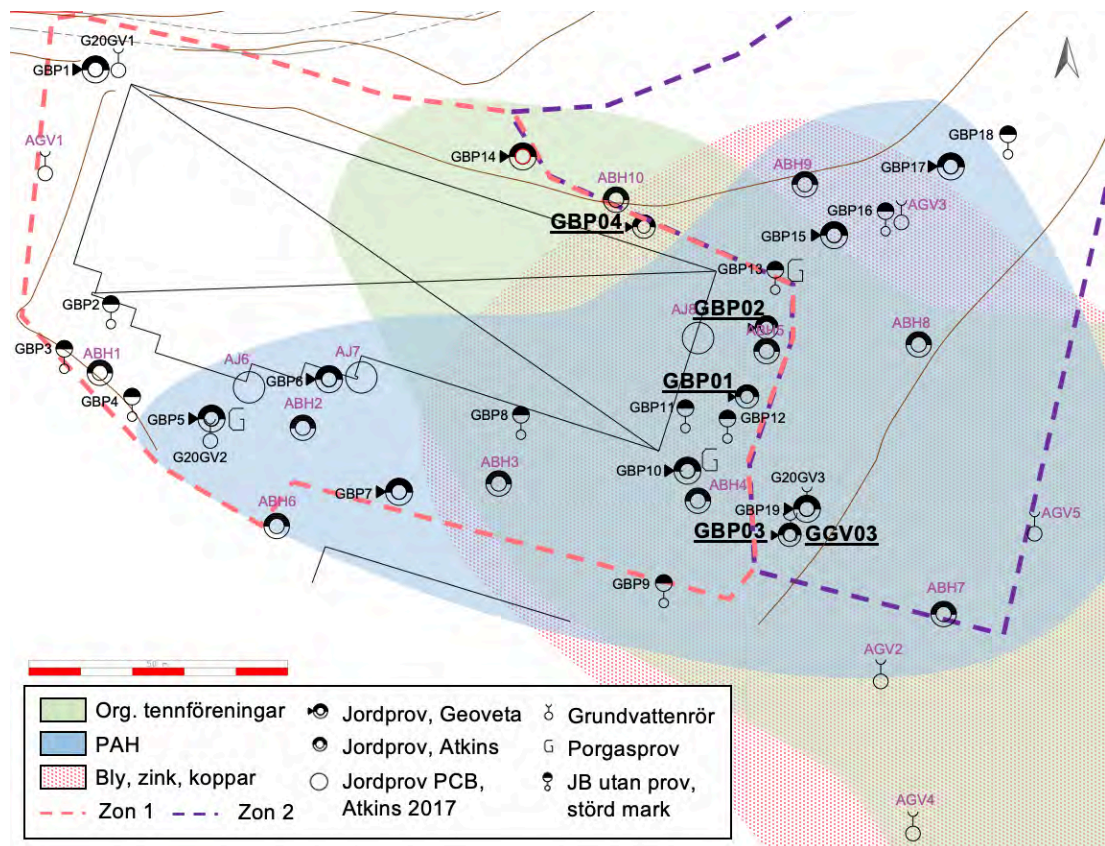 G20GV1
GBP1
AGV1
GBP18
GBP14
GBP17
ABH9
ABH10
AGV3
GBP16
GBP04
GBP15
GBP13
G
GBP2
AJ8
GBP02
ABH5
ABH8
GBP3
ABH1
AJ6
AJ7
GBP6
GBP4
GBP01
GBP11
GBP12
GBP5
G
ABH2
GBP8
G20GV2
GBP10
G
ABH3
G20GV3
GBP7
ABH4
GBP19
AGV5
ABH6
GBP03
GGV03
GBP9
ABH7
AGV2
50 m
Org. tennföreningar
Jordprov, Geoveta
Grundvattenrör
PAH
Jordprov, Atkins
Porgasprov
G
Bly, zink, koppar
Jordprov PCB,
Atkins 2017
JB utan prov,
störd mark
Zon 1
Zon 2
AGV4